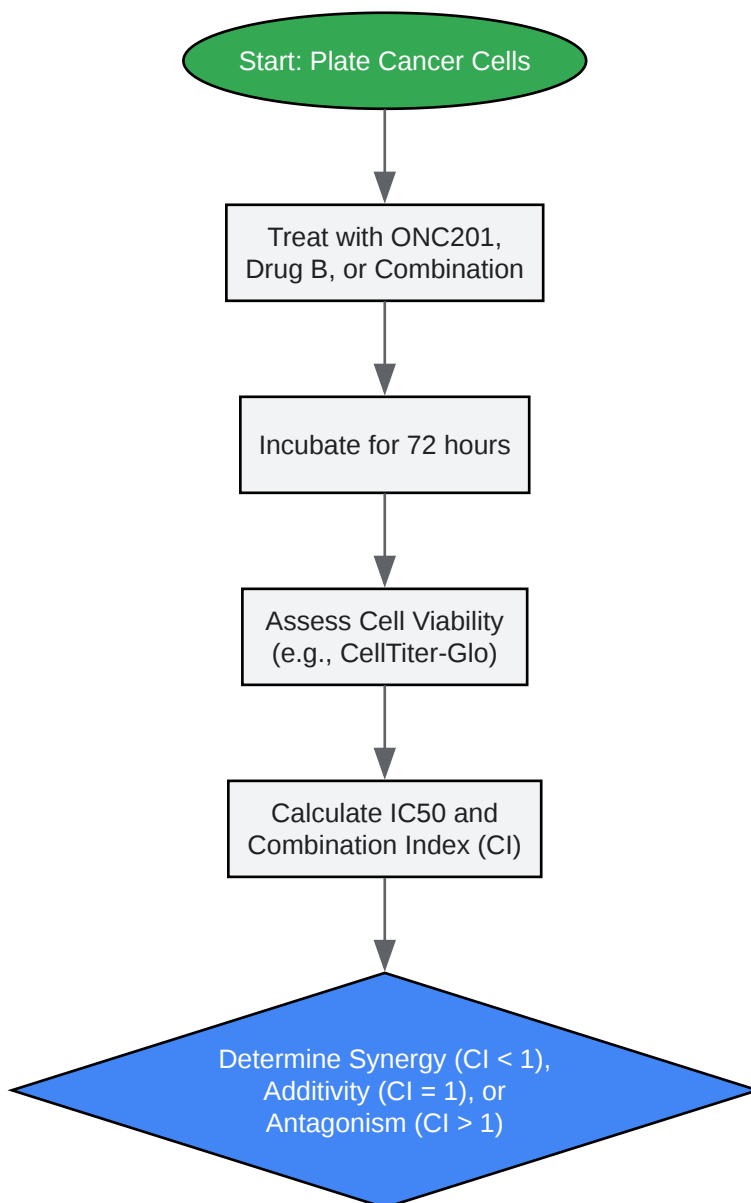 Start: Plate Cancer Cells
Treat with ONC201,
Drug B, or Combination
Incubate for 72 hours
Assess Cell Viability
(e.g., CellTiter-Glo)
Calculate IC50 and
Combination Index (CI)
Determine Synergy (CI < 1),
Additivity (CI = 1), or
Antagonism (CI > 1)